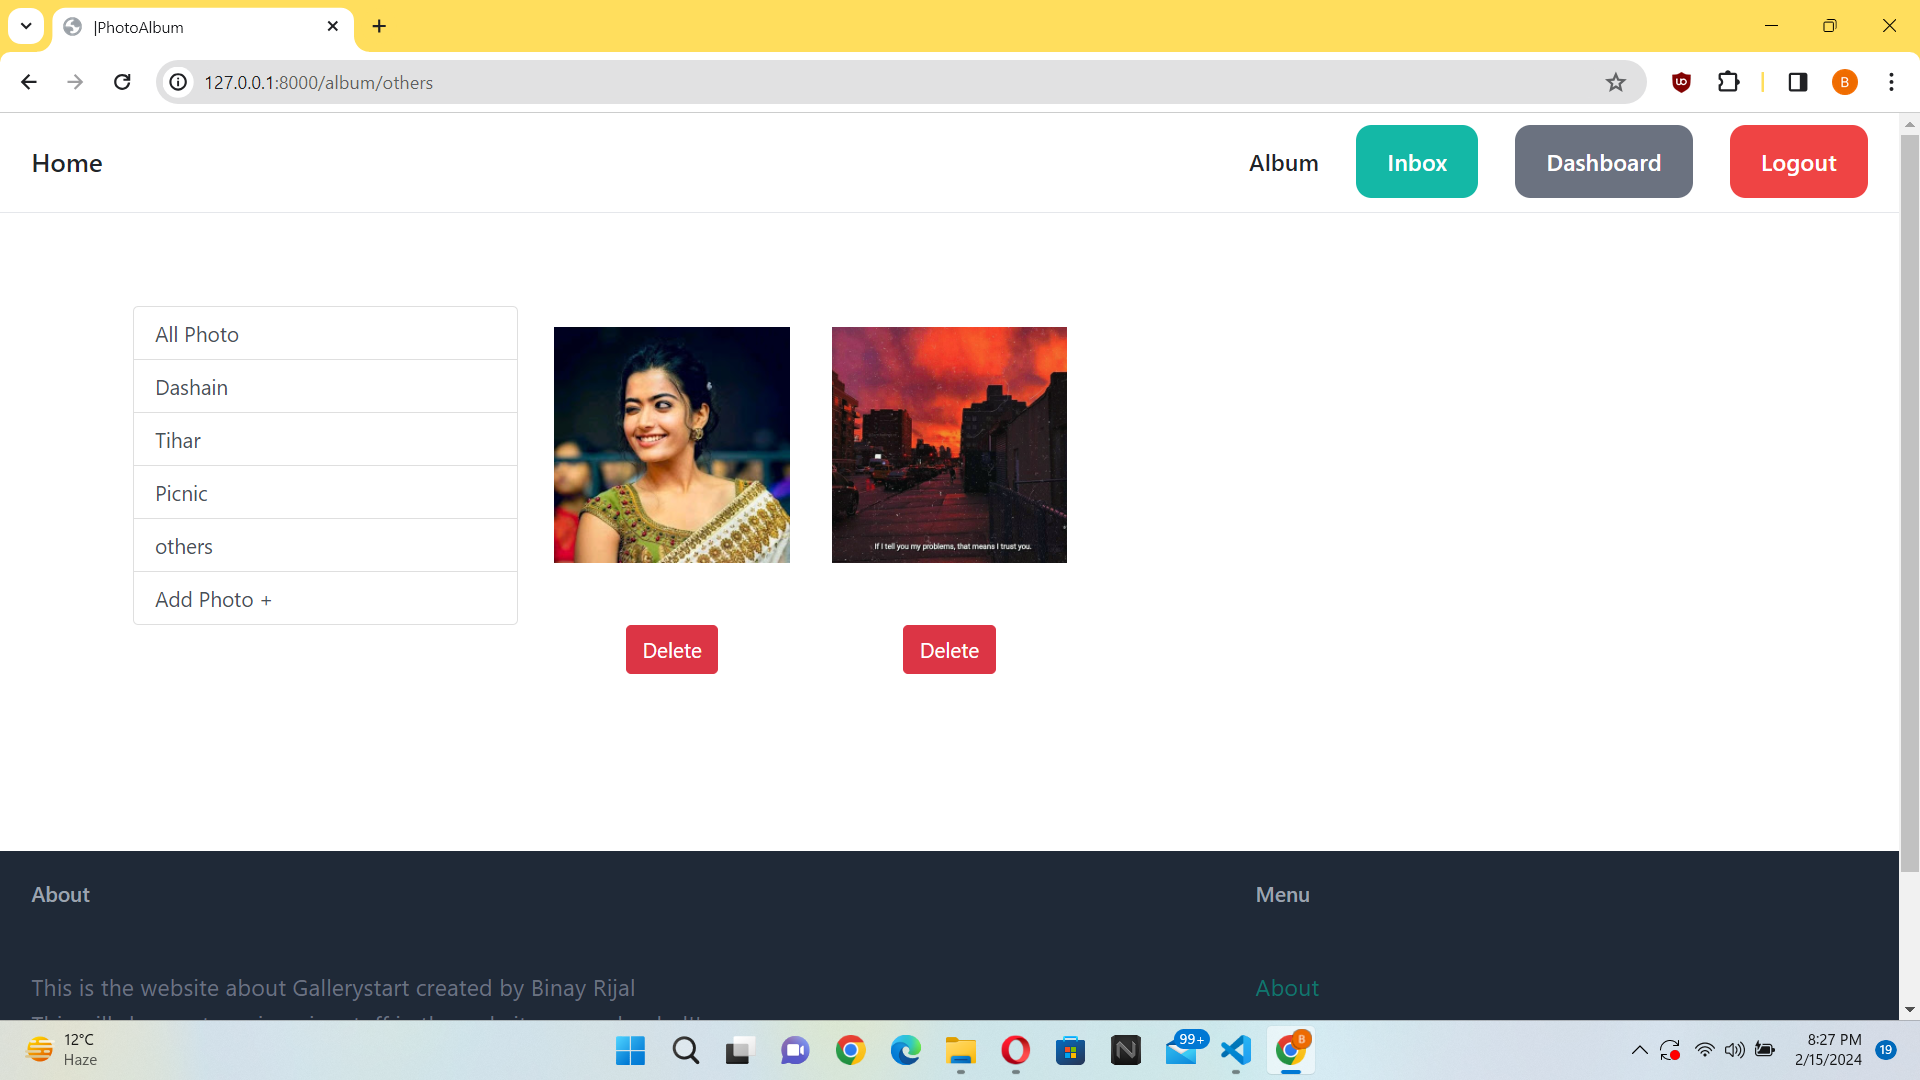 |PhotoAlbum
127.0.0.1:8000/album/others
B
Home
Album
Inbox
Dashboard
Logout
All Photo
Dashain
Tihar
Picnic
others
Add Photo +
If I tell you my problems, that means I trust you.
Delete
Delete
About
Menu
This is the website about Gallerystart created by Binay Rijal
About
12°C
Haze
99+
B
8:27 PM
2/15/2024
19